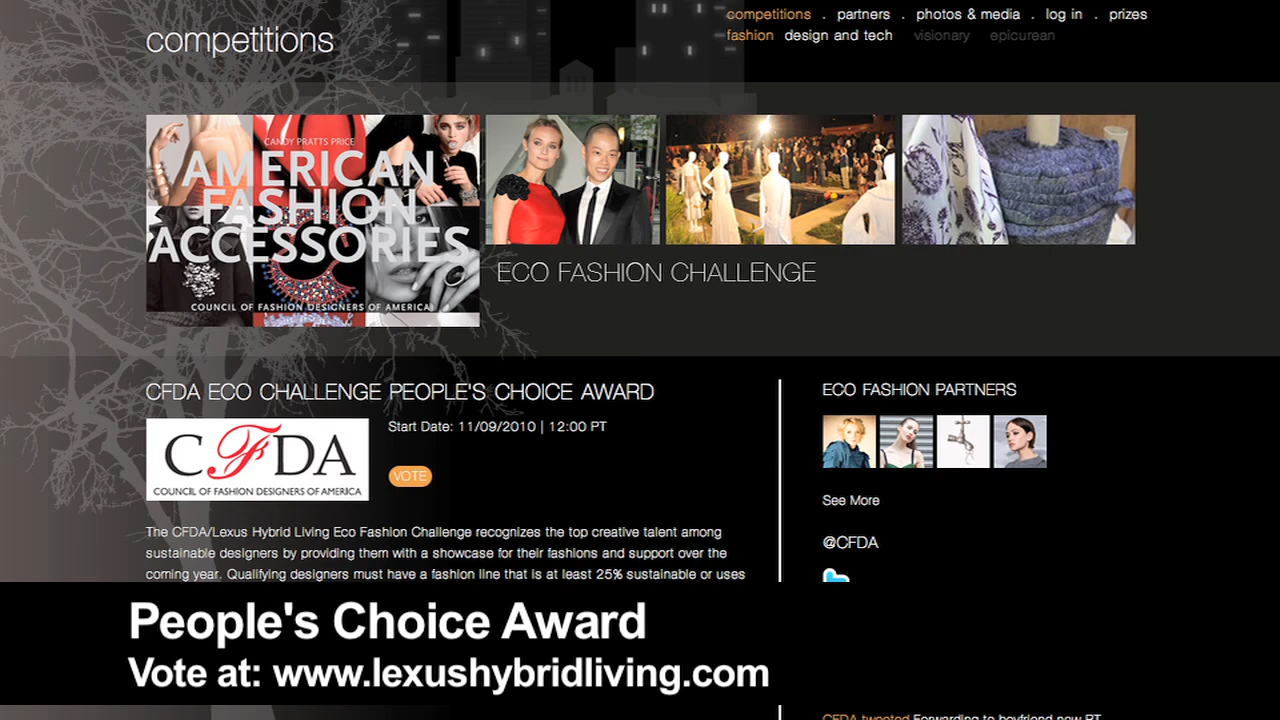 competitions
competitions . partners . photos & media . log in . prizes
fashion design and tech visionary epicurean
CANDY PRATTS PRICE
AMERICAN
FASHION
ACCESSORIES
COUNCIL OF FASHION DESIGNERS OF AMERICA
ECO FASHION CHALLENGE
CFDA ECO CHALLENGE PEOPLE'S CHOICE AWARD
CFDA
COUNCIL OF FASHION DESIGNERS OF AMERICA
Start Date: 11/09/2010 | 12:00 PT
VOTE
The CFDA/Lexus Hybrid Living Eco Fashion Challenge recognizes the top creative talent among
sustainable designers by providing them with a showcase for their fashions and support over the
coming year. Qualifying designers must have a fashion line that is at least 25% sustainable or uses
ECO FASHION PARTNERS
See More
@CFDA
People's Choice Award
Vote at: www.lexushybridliving.com
CFDA tweeted Forwarding to boyfriend now RT